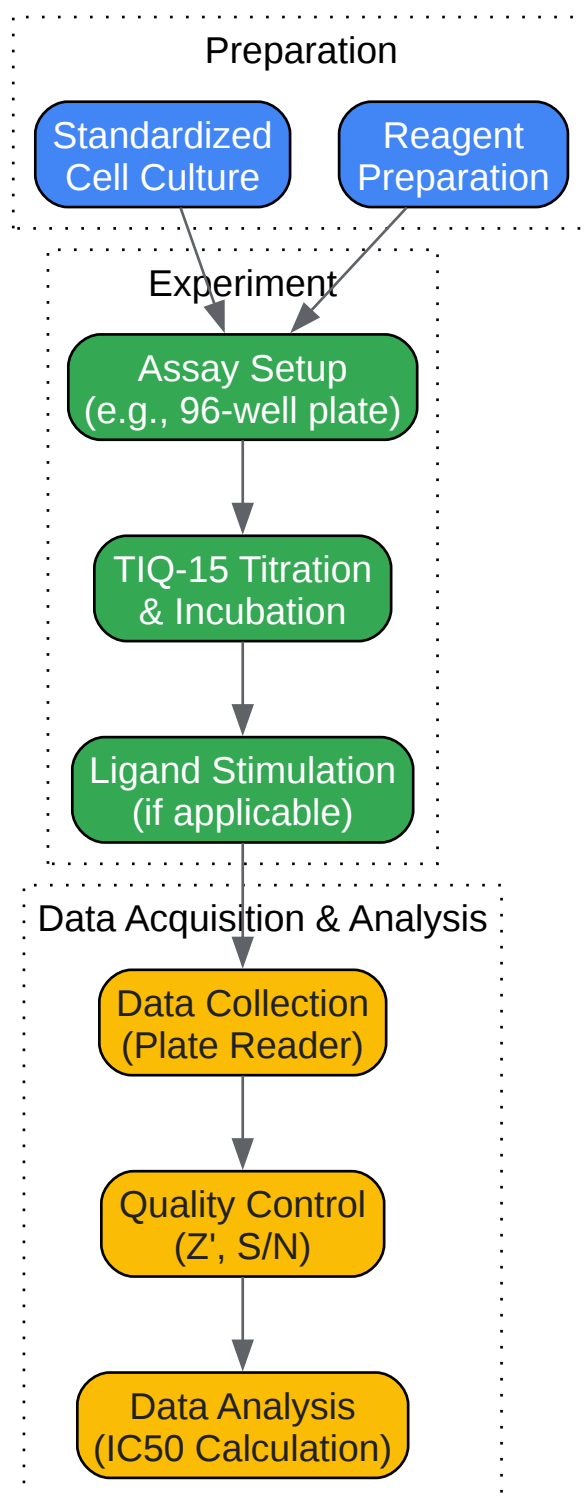 Preparation
Standardized
Cell Culture
Reagent
Preparation
Experiment
Assay Setup
(e.g., 96-well plate)
TIQ-15 Titration
& Incubation
Ligand Stimulation
(if applicable)
Data Acquisition & Analysis
Data Collection
(Plate Reader)
Quality Control
(Z', S/N)
Data Analysis
(IC50 Calculation)